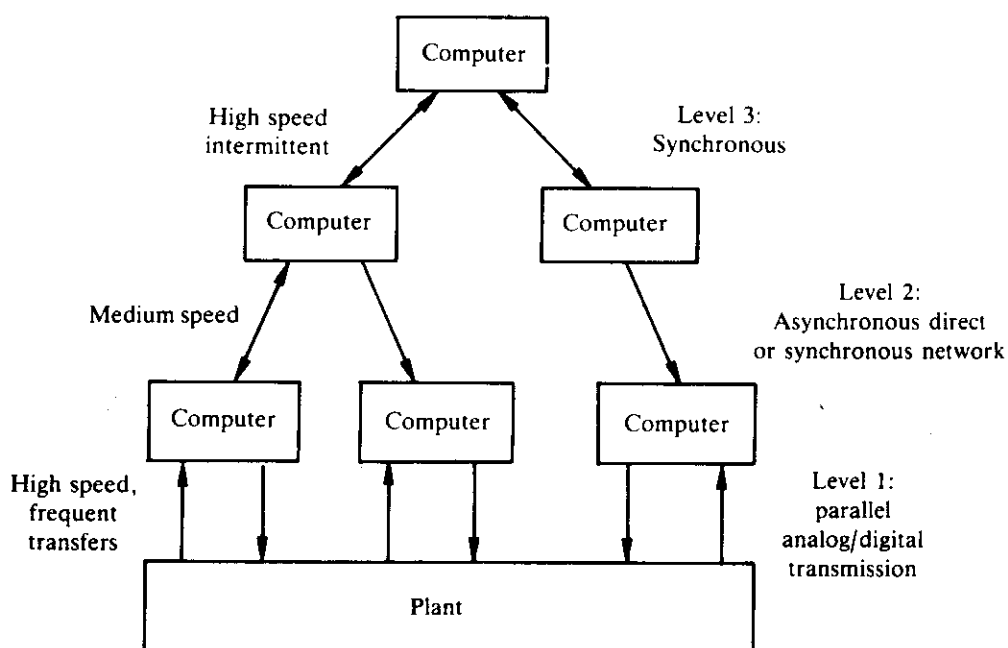 Computer
High speed
intermittent
Level 3:
Synchronous
Computer
Computer
Medium speed
Level 2:
Asynchronous direct
or synchronous network
Computer
Computer
Computer
High speed,
frequent
transfers
Level 1:
parallel
analog/digital
transmission
Plant